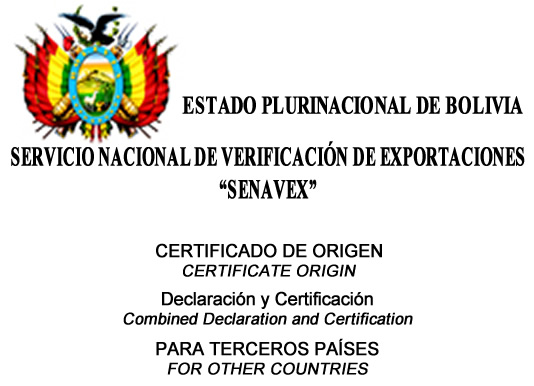 ESTADO PLURINACIONAL DE BOLIVIA
SERVICIO NACIONAL DE VERIFICACIÓN DE EXPORTACIONES
“SENAVEX”
CERTIFICADO DE ORIGEN
CERTIFICATE ORIGIN
Declaración y Certificación
Combined Declaration and Certification
PARA TERCEROS PAÍSES
FOR OTHER COUNTRIES